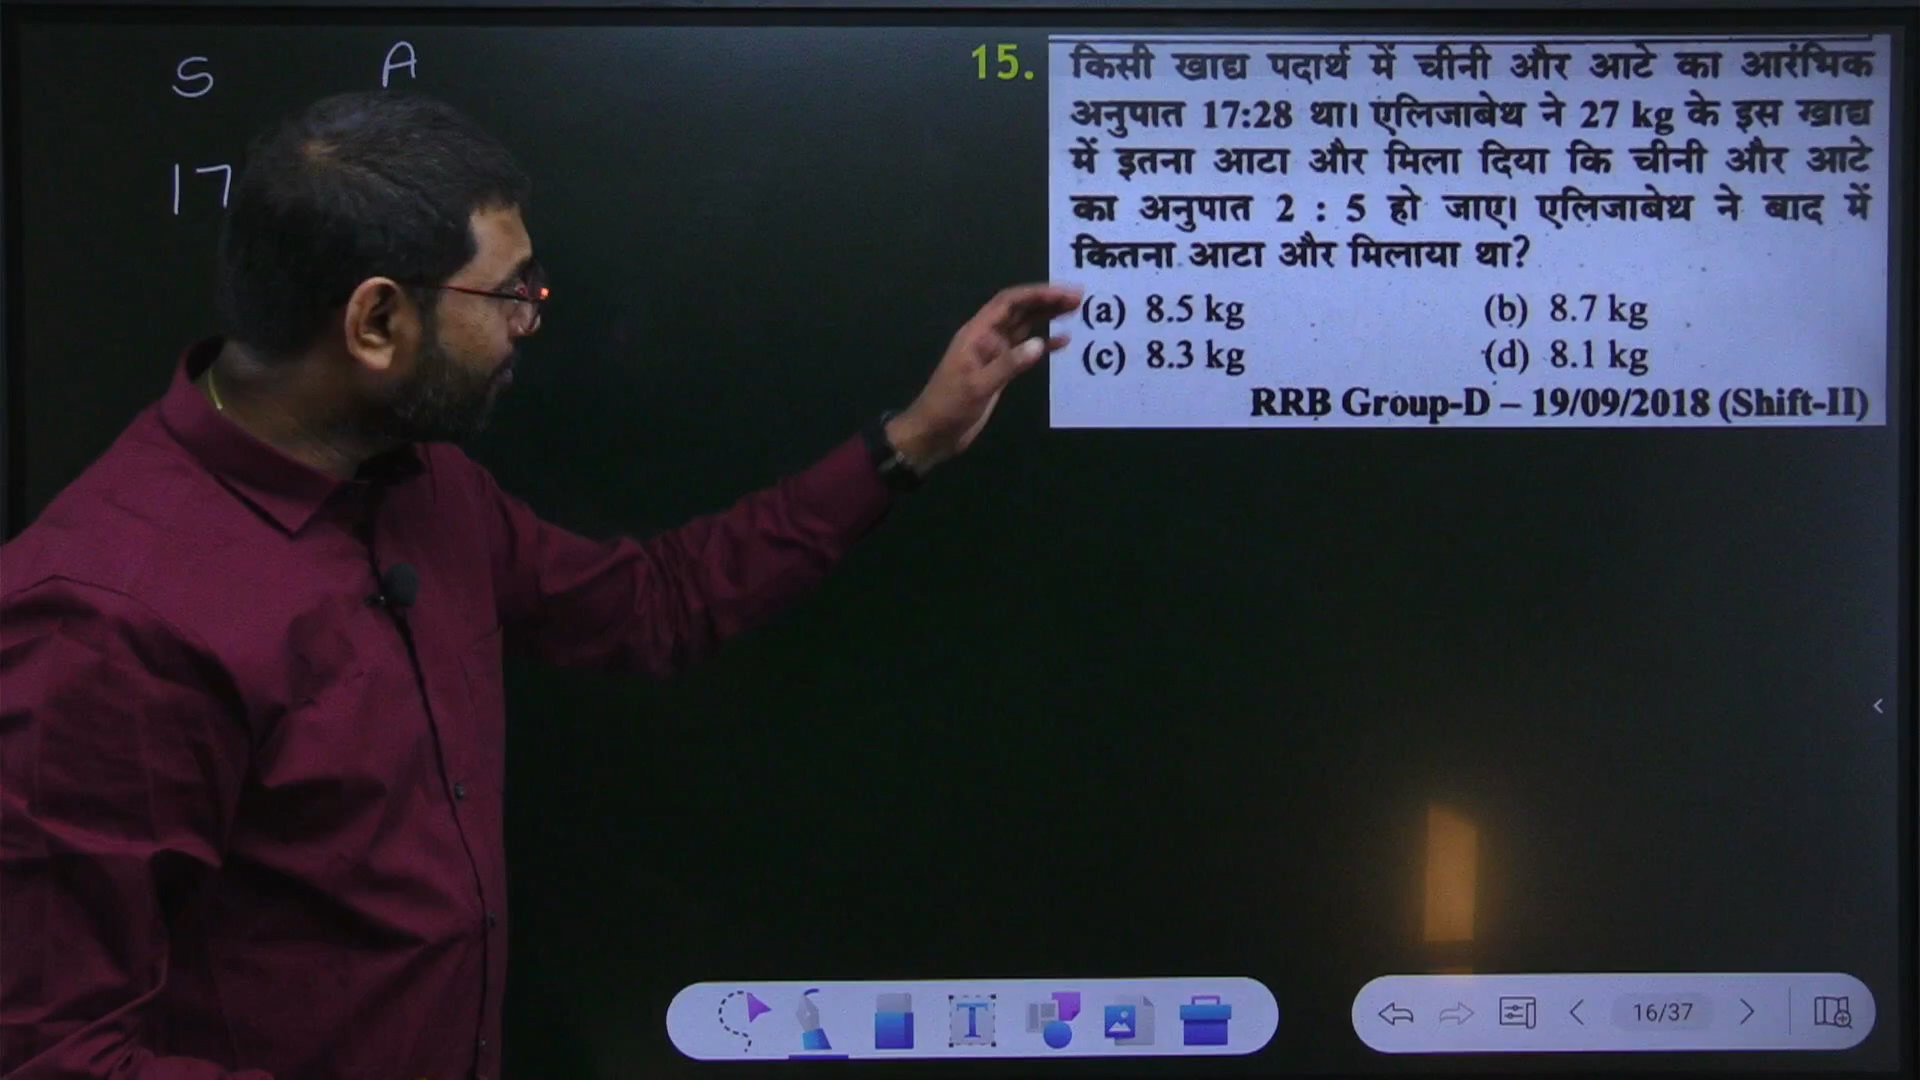 S A
17
15. किसी खाद्य पदार्थ में चीनी और आटे का आरंभिक
अनुपात 17:28 था। एलिजाबेथ ने 27 kg के इस खाद्य
में इतना आटा और मिला दिया कि चीनी और आटे
का अनुपात 2 : 5 हो जाए। एलिजाबेथ ने बाद में
कितना आटा और मिलाया था?
(a) 8.5 kg (b) 8.7 kg
(c) 8.3 kg (d) 8.1 kg
RRB Group-D – 19/09/2018 (Shift-II)
T
16/37